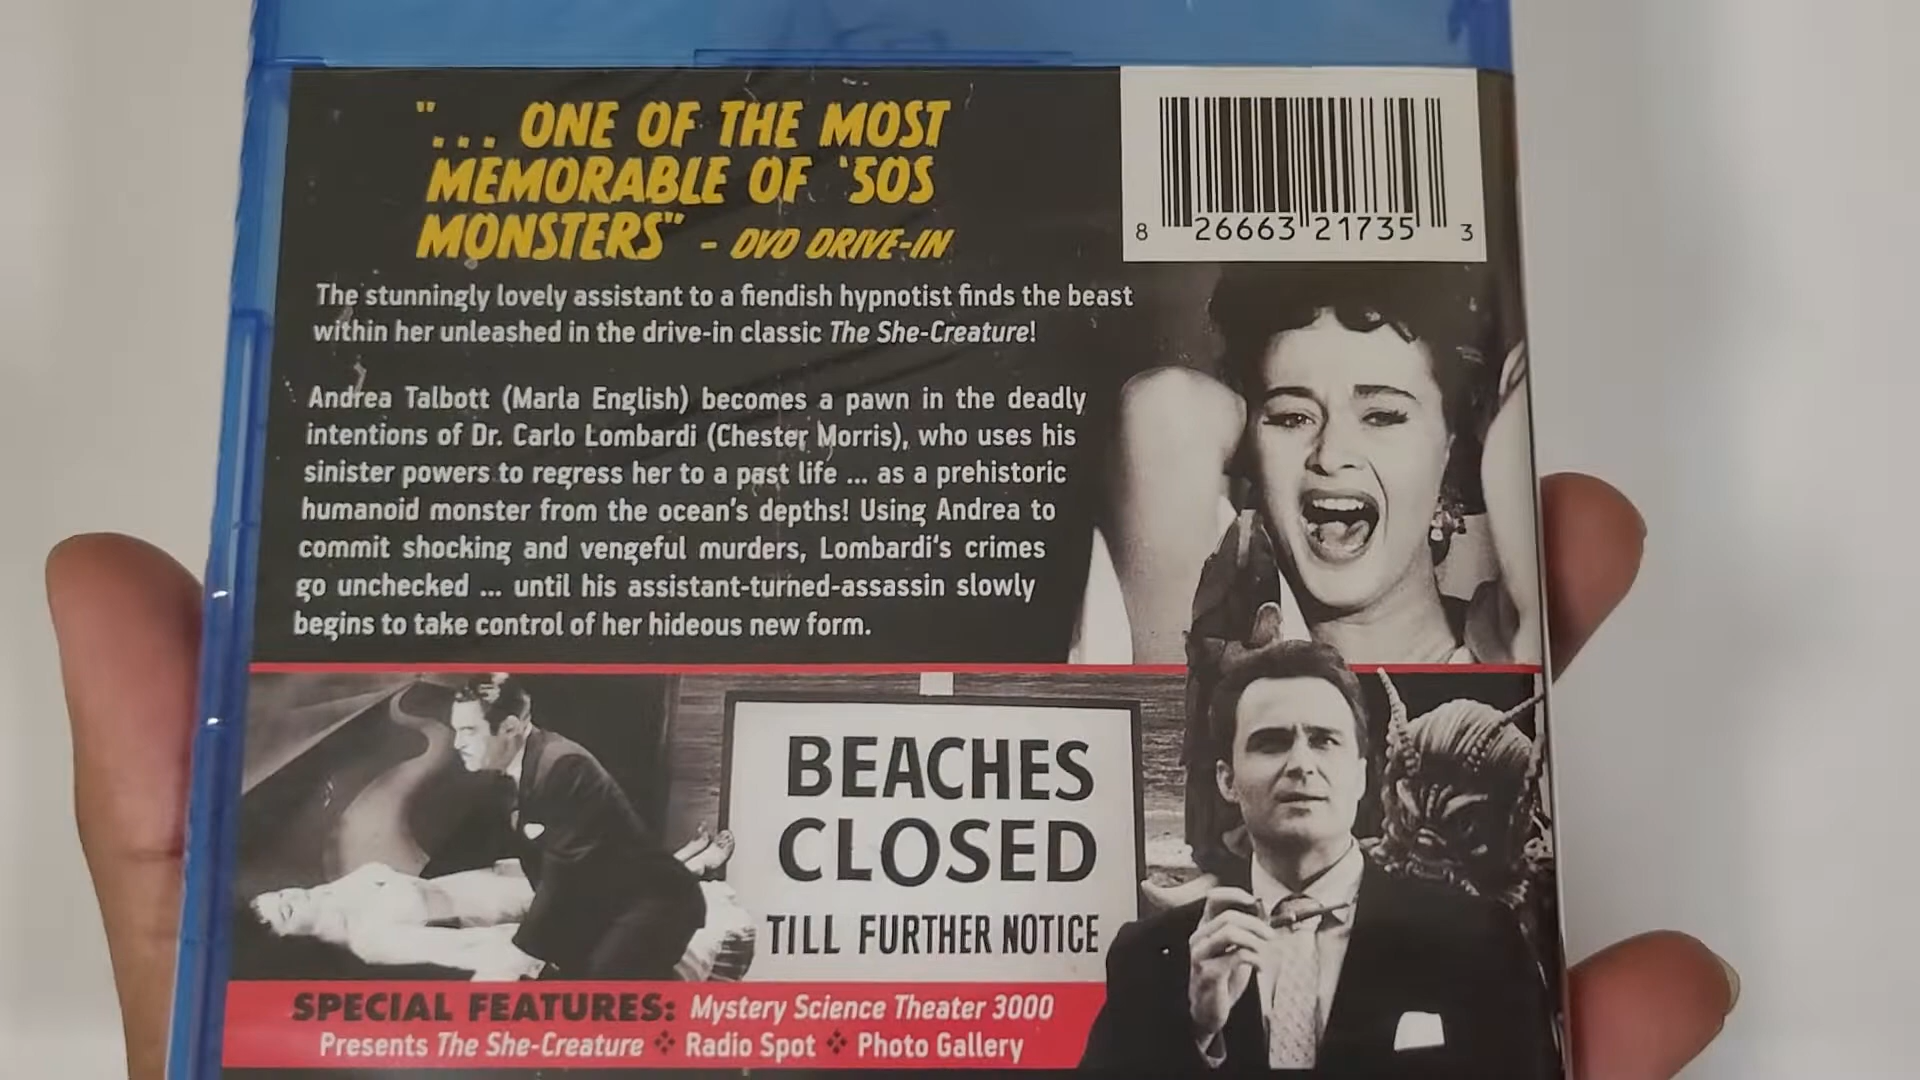 "... ONE OF THE MOST
MEMORABLE OF '50S
MONSTERS" - DVD DRIVE-IN
8 26663 21735 3
The stunningly lovely assistant to a fiendish hypnotist finds the beast
within her unleashed in the drive-in classic The She-Creature!
Andrea Talbott (Marla English) becomes a pawn in the deadly
intentions of Dr. Carlo Lombardi (Chester Morris), who uses his
sinister powers to regress her to a past life ... as a prehistoric
humanoid monster from the ocean's depths! Using Andrea to
commit shocking and vengeful murders, Lombardi's crimes
go unchecked ... until his assistant-turned-assassin slowly
begins to take control of her hideous new form.
BEACHES
CLOSED
TILL FURTHER NOTICE
SPECIAL FEATURES: Mystery Science Theater 3000
Presents The She-Creature ❖ Radio Spot ❖ Photo Gallery